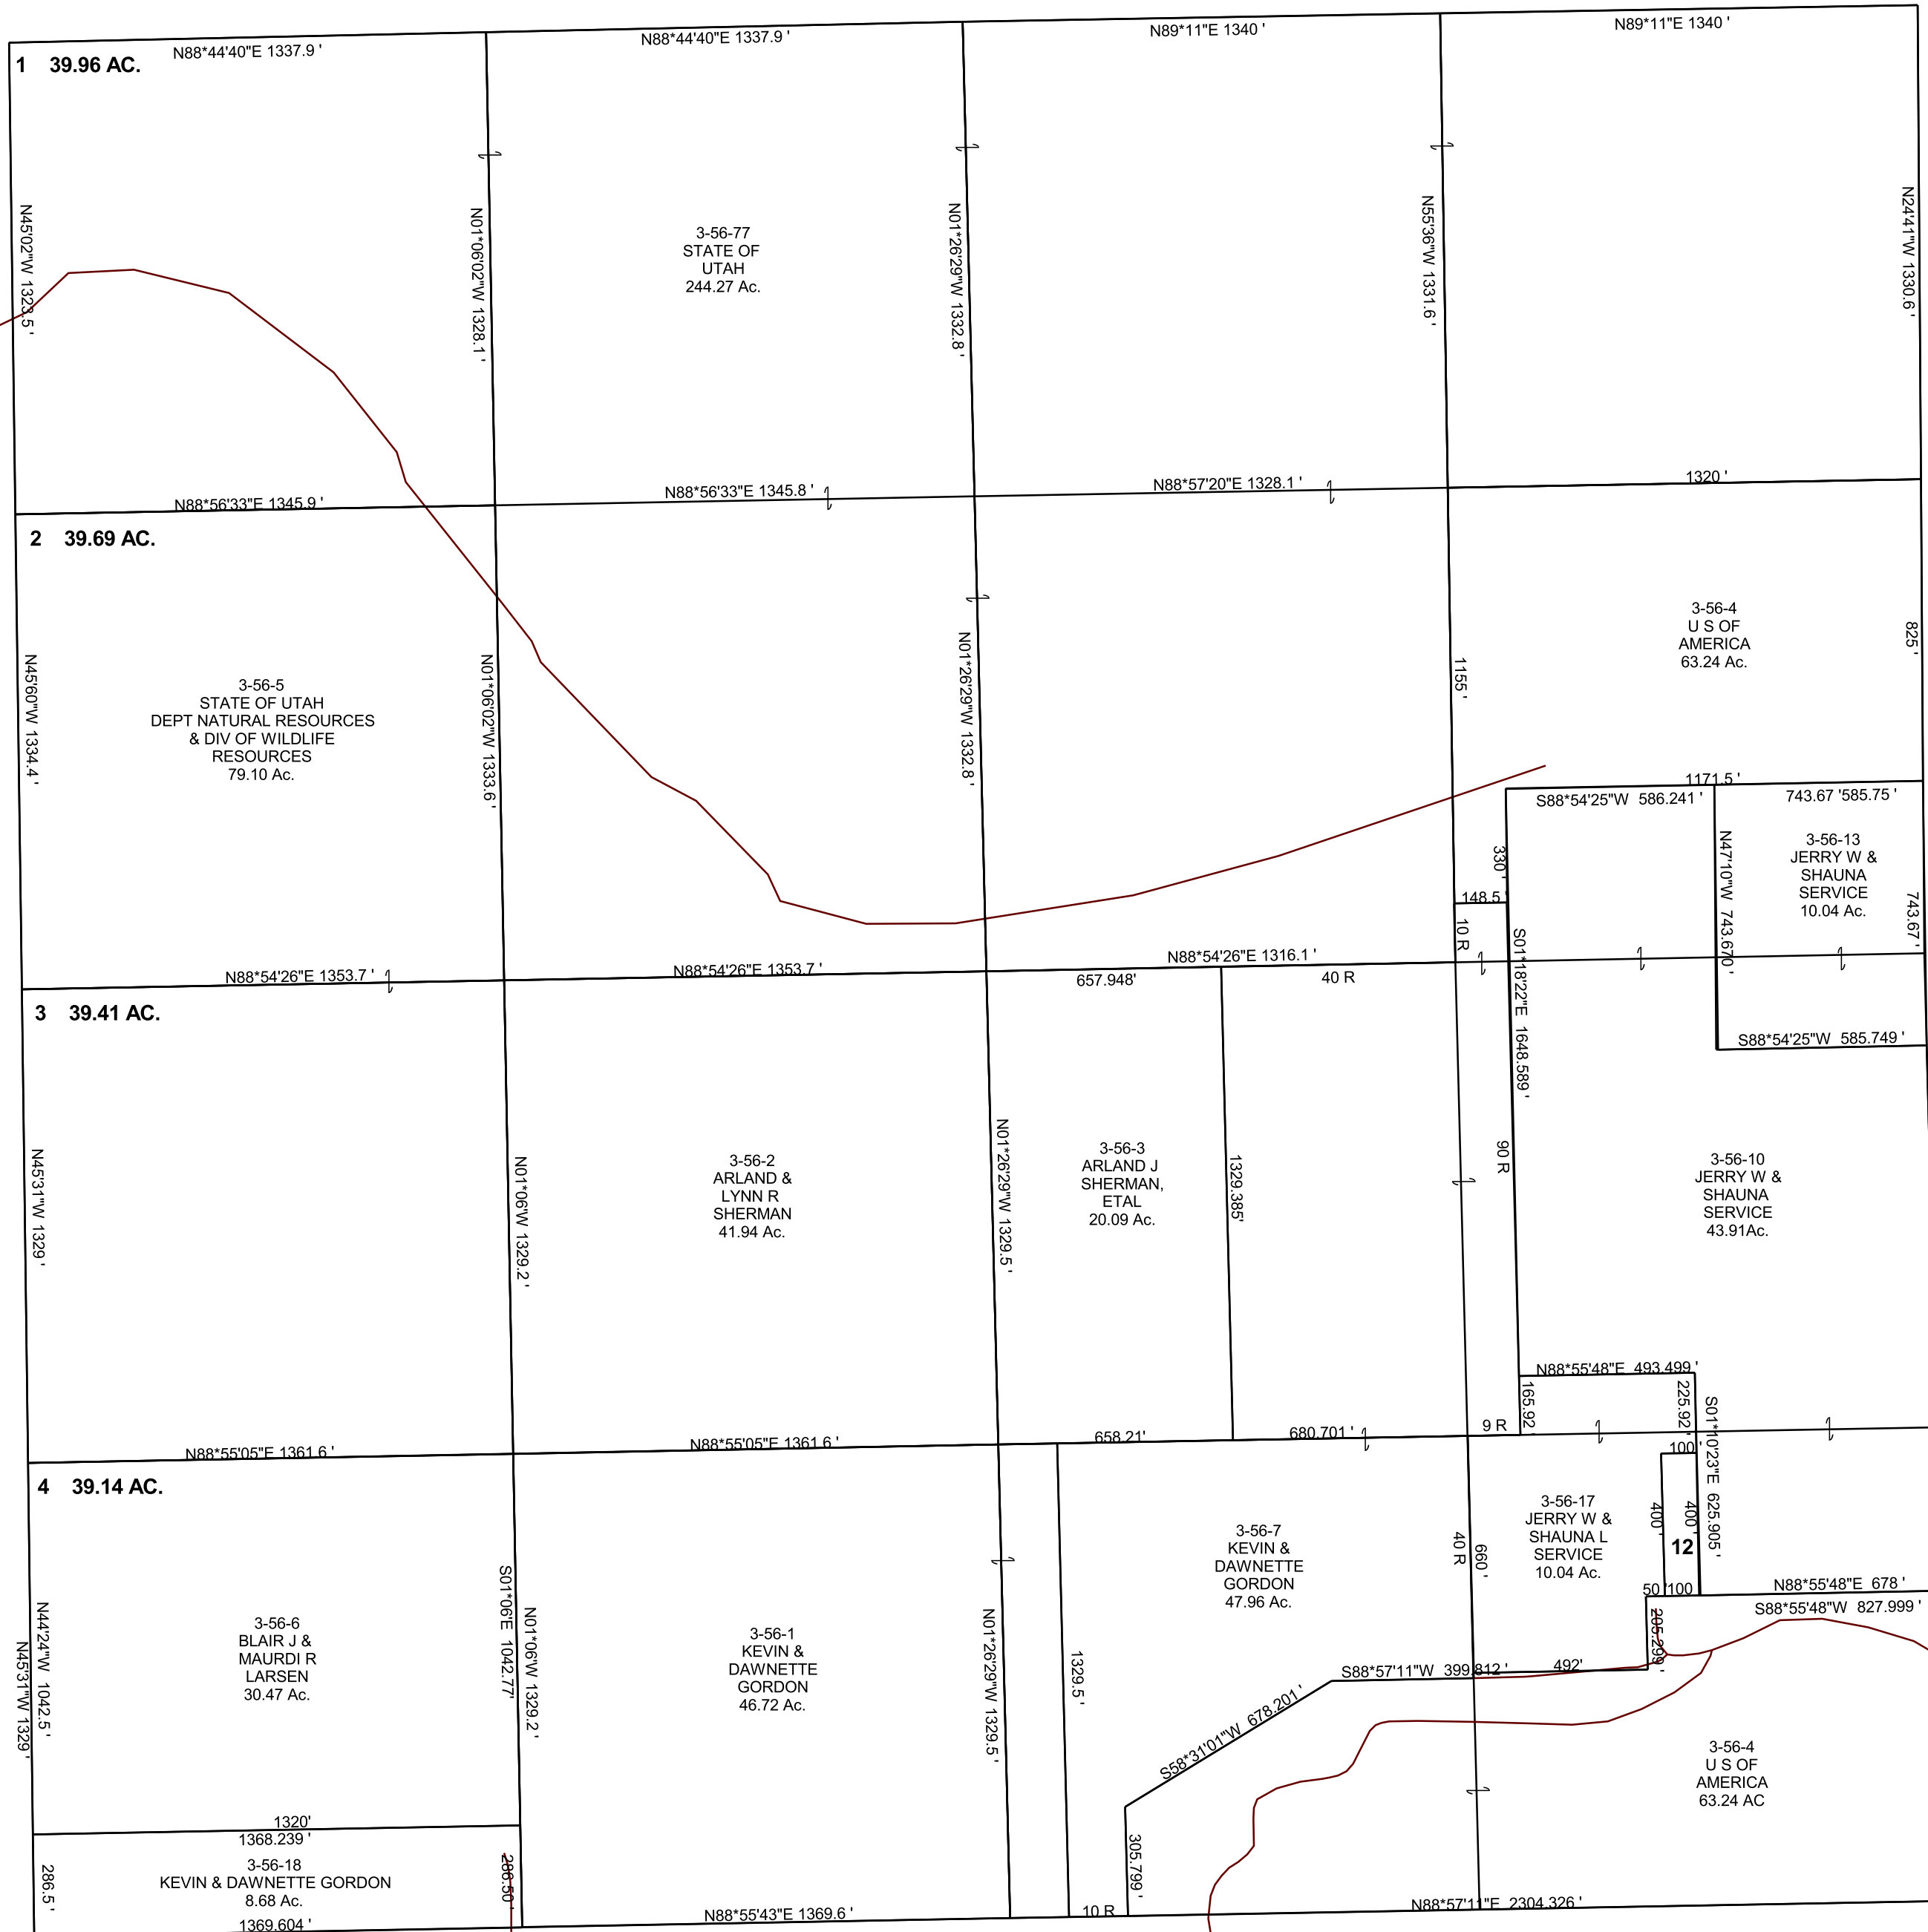 N88*44'40"E 1337.9 '
N88*44'40"E 1337.9 '
N89*11"E 1340 '
N89*11"E 1340 '
1 39.96 AC.
N45'02"W 1323.5 '
N01*06'02"W 1328.1 '
3-56-77
STATE OF
UTAH
244.27 Ac.
N01*26'29"W 1332.8 '
N55'36"W 1331.6 '
N24'41"W 1330.6 '
N88*56'33"E 1345.9 '
N88*56'33"E 1345.8 '
N88*57'20"E 1328.1 '
1320 '
2 39.69 AC.
N45'60"W 1334.4 '
3-56-5
STATE OF UTAH
DEPT NATURAL RESOURCES
& DIV OF WILDLIFE
RESOURCES
79.10 Ac.
N01*06'02"W 1333.6 '
N01*26'29"W 1332.8 '
1155 '
3-56-4
U S OF
AMERICA
63.24 Ac.
825 '
1171.5 '
S88*54'25"W 586.241 '
743.67 '585.75 '
330 '
148.5 '
10 R
N47'10"W 743.670 '
3-56-13
JERRY W &
SHAUNA
SERVICE
10.04 Ac.
743.67 '
N88*54'26"E 1353.7 '
N88*54'26"E 1353.7 '
N88*54'26"E 1316.1 '
657.948'
40 R
S01*18'22"E 1648.589 '
S88*54'25"W 585.749 '
3 39.41 AC.
N45'31"W 1329 '
N01*06'W 1329.2 '
3-56-2
ARLAND &
LYNN R
SHERMAN
41.94 Ac.
N01*26'29"W 1329.5 '
3-56-3
ARLAND J
SHERMAN,
ETAL
20.09 Ac.
1329.385'
90 R
3-56-10
JERRY W &
SHAUNA
SERVICE
43.91Ac.
N88*55'48"E 493.499 '
165.92 '
225.92 '
N88*55'05"E 1361.6 '
N88*55'05"E 1361.6 '
658.21'
680.701 '
9 R
100 '
S01*10'23"E 625.905 '
4 39.14 AC.
N44'24"W 1042.5 '
N45'31"W 1329 '
3-56-6
BLAIR J &
MAURDI R
LARSEN
30.47 Ac.
S01*06'E 1042.77'
N01*06'W 1329.2 '
3-56-1
KEVIN &
DAWNETTE
GORDON
46.72 Ac.
N01*26'29"W 1329.5 '
1329.5 '
3-56-7
KEVIN &
DAWNETTE
GORDON
47.96 Ac.
40 R
660 '
3-56-17
JERRY W &
SHAUNA L
SERVICE
10.04 Ac.
400 '
400 '
12
50 '100 '
N88*55'48"E 678 '
S88*55'48"W 827.999 '
205.299 '
S88*57'11"W 399.812 '
492'
S58*31'01"W 678.201 '
3-56-4
U S OF
AMERICA
63.24 AC
305.799 '
1320'
1368.239 '
286.5 '
3-56-18
KEVIN & DAWNETTE GORDON
8.68 Ac.
286.50 '
1369.604 '
N88*55'43"E 1369.6 '
10 R
N88*57'11"E 2304.326 '